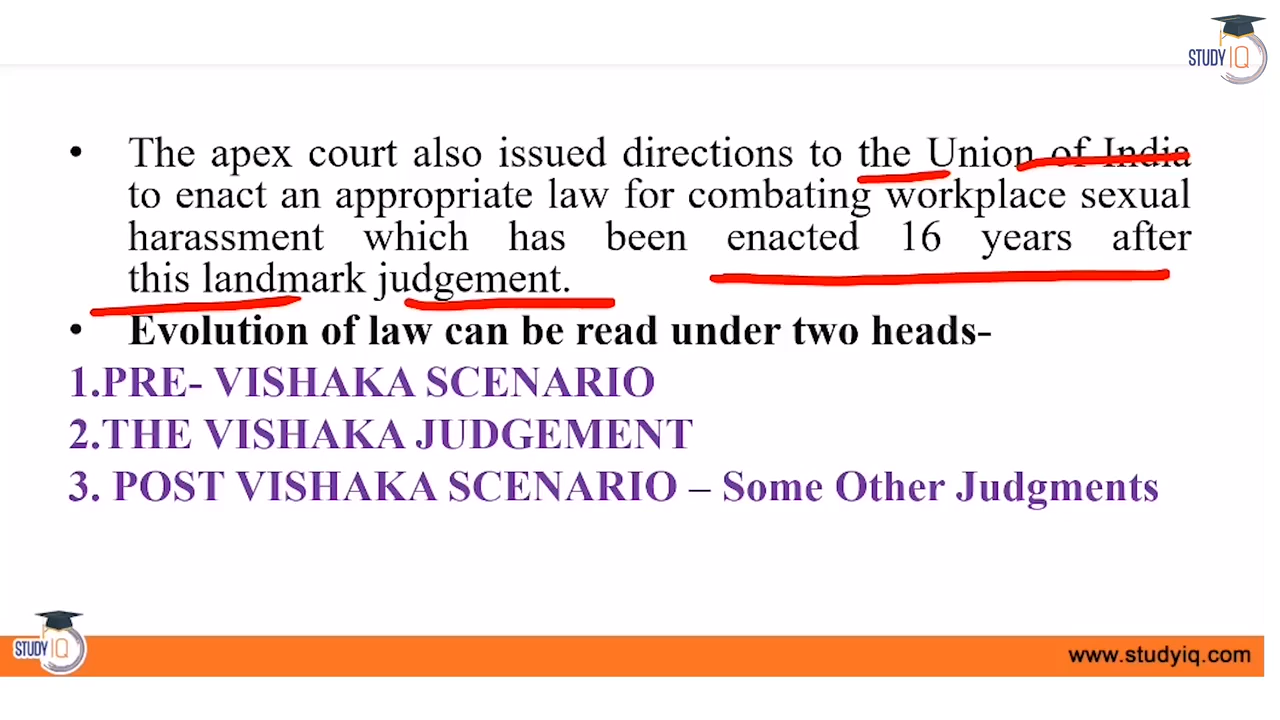 STUDY IQ
• The apex court also issued directions to the Union of India
to enact an appropriate law for combating workplace sexual
harassment which has been enacted 16 years after
this landmark judgement.
• Evolution of law can be read under two heads-
1.PRE- VISHAKA SCENARIO
2.THE VISHAKA JUDGEMENT
3. POST VISHAKA SCENARIO – Some Other Judgments
STUDY IQ
www.studyiq.com